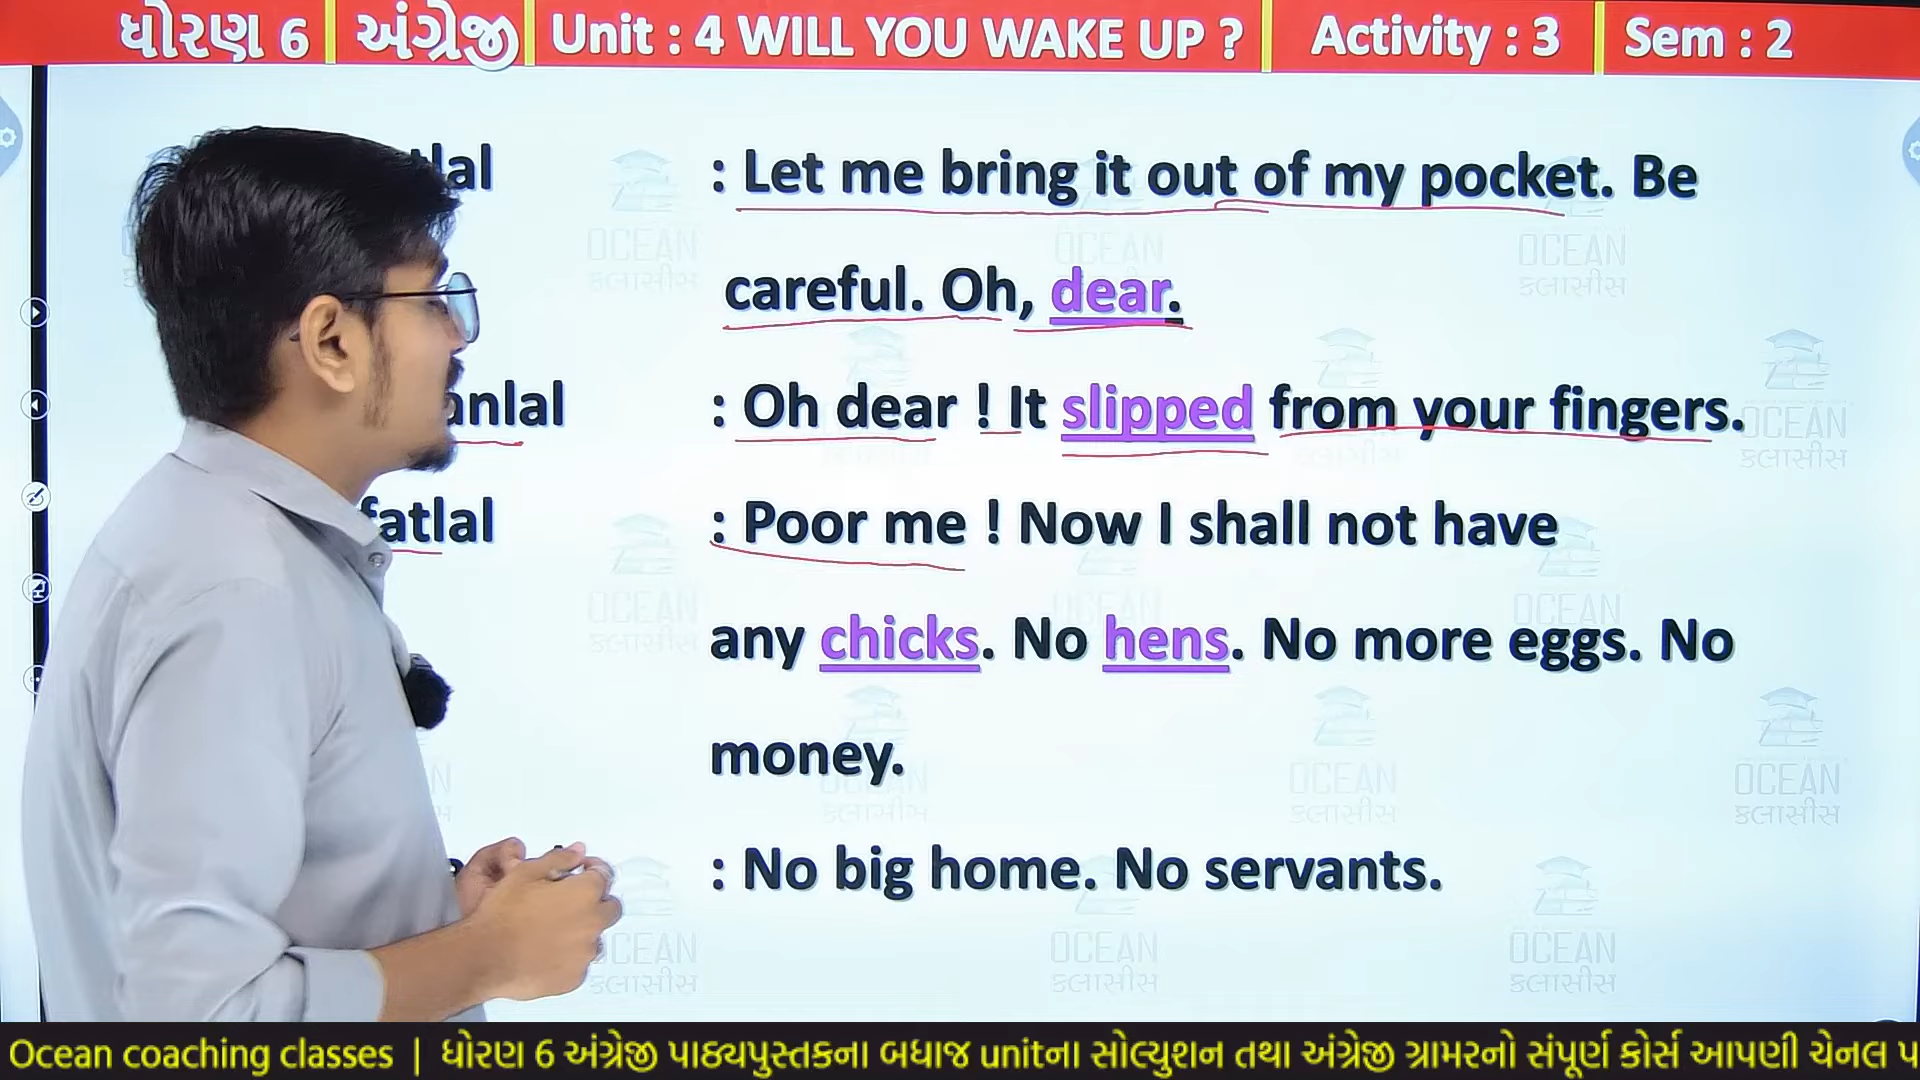 ધોરણ 6 અંગ્રેજી Unit : 4 WILL YOU WAKE UP ? Activity : 3 Sem : 2
: Let me bring it out of my pocket. Be
careful. Oh, dear.
: Oh dear ! It slipped from your fingers.
fatlal : Poor me ! Now I shall not have
any chicks. No hens. No more eggs. No
money.
: No big home. No servants.
OCEAN
ક્લાસીસ
Ocean coaching classes | ધોરણ 6 અંગ્રેજી પાઠ્યપુસ્તકના બધાજ unitના સોલ્યુશન તથા અંગ્રેજી ગ્રામરનો સંપૂર્ણ કોર્સ આપણી ચેનલ